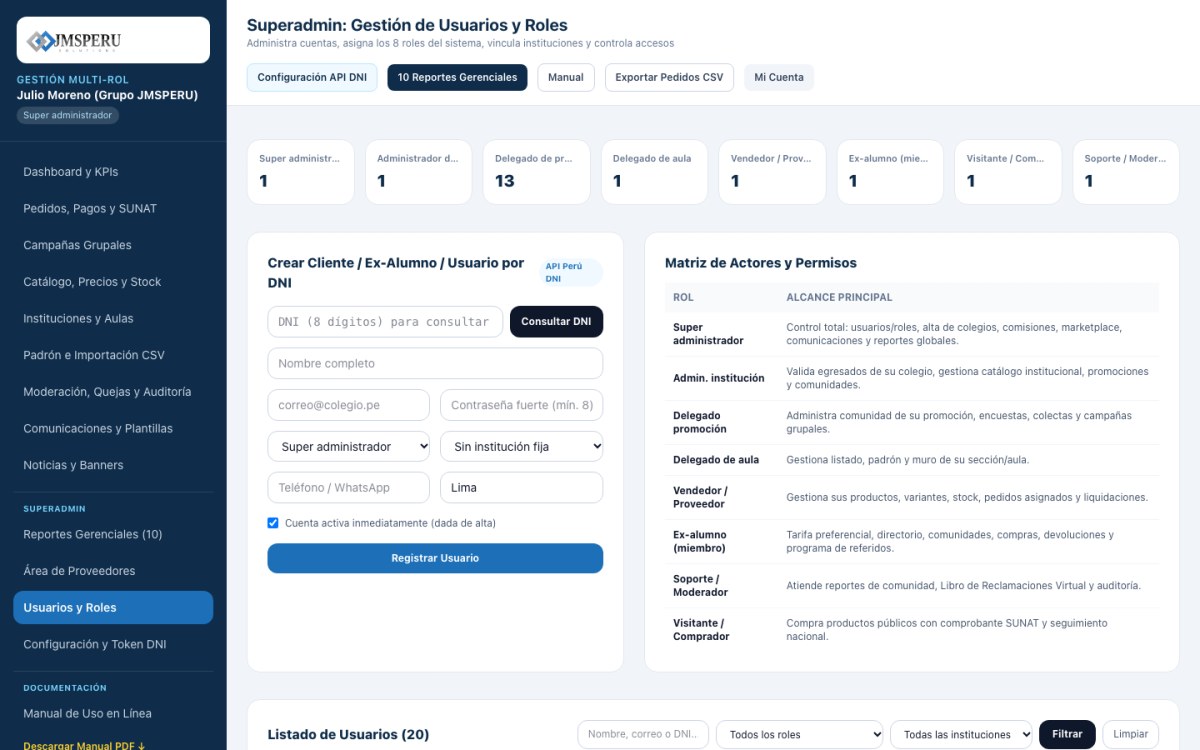 JMSPERU
SOLUTIONS
GESTIÓN MULTI-ROL
Julio Moreno (Grupo JMSPERU)
Super administrador
Dashboard y KPIs
Pedidos, Pagos y SUNAT
Campañas Grupales
Catálogo, Precios y Stock
Instituciones y Aulas
Padrón e Importación CSV
Moderación, Quejas y Auditoría
Comunicaciones y Plantillas
Noticias y Banners
SUPERADMIN
Reportes Gerenciales (10)
Área de Proveedores
Usuarios y Roles
Configuración y Token DNI
DOCUMENTACIÓN
Manual de Uso en Línea
Descargar Manual PDF ↓
Superadmin: Gestión de Usuarios y Roles
Administra cuentas, asigna los 8 roles del sistema, vincula instituciones y controla accesos
Configuración API DNI
10 Reportes Gerenciales
Manual
Exportar Pedidos CSV
Mi Cuenta
Super administr...
1
Administrador d...
1
Delegado de pr...
13
Delegado de aula
1
Vendedor / Prov...
1
Ex-alumno (mie...
1
Visitante / Com...
1
Soporte / Moder...
1
Crear Cliente / Ex-Alumno / Usuario por
DNI
API Perú
DNI
DNI (8 dígitos) para consultar
Consultar DNI
Nombre completo
correo@colegio.pe
Contraseña fuerte (mín. 8)
Super administrador
Sin institución fija
Teléfono / WhatsApp
Lima
Cuenta activa inmediatamente (dada de alta)
Registrar Usuario
Matriz de Actores y Permisos
ROL
ALCANCE PRINCIPAL
Super
administrador
Control total: usuarios/roles, alta de colegios, comisiones, marketplace,
comunicaciones y reportes globales.
Admin. institución
Valida egresados de su colegio, gestiona catálogo institucional, promociones
y comunidades.
Delegado
promoción
Administra comunidad de su promoción, encuestas, colectas y campañas
grupales.
Delegado de aula
Gestiona listado, padrón y muro de su sección/aula.
Vendedor /
Proveedor
Gestiona sus productos, variantes, stock, pedidos asignados y liquidaciones.
Ex-alumno
(miembro)
Tarifa preferencial, directorio, comunidades, compras, devoluciones y
programa de referidos.
Soporte /
Moderador
Atiende reportes de comunidad, Libro de Reclamaciones Virtual y auditoría.
Visitante /
Comprador
Compra productos públicos con comprobante SUNAT y seguimiento
nacional.
Listado de Usuarios (20)
Nombre, correo o DNI..
Todos los roles
Todas las instituciones
Filtrar
Limpiar